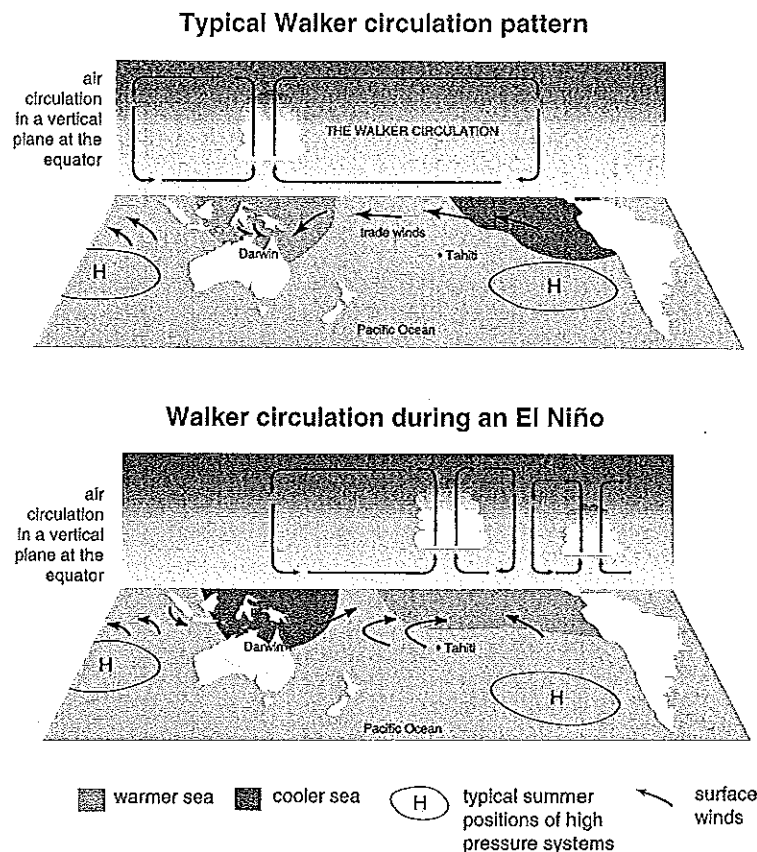 Typical Walker circulation pattern
air
circulation
in a vertical
plane at the
equator
THE WALKER CIRCULATION
trade winds
Darwin
Tahiti
H
H
Pacific Ocean
Walker circulation during an El Niño
air
circulation
in a vertical
plane at the
equator
Darwin
Tahiti
H
H
Pacific Ocean
warmer sea
cooler sea
H
typical summer
positions of high
pressure systems
surface
winds